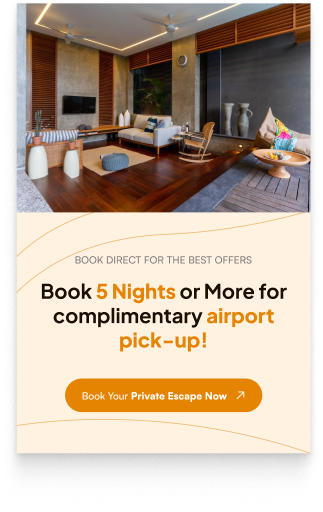 BOOK DIRECT FOR THE BEST OFFERS
Book 5 Nights or More for
complimentary airport
pick-up!
Book Your Private Escape Now